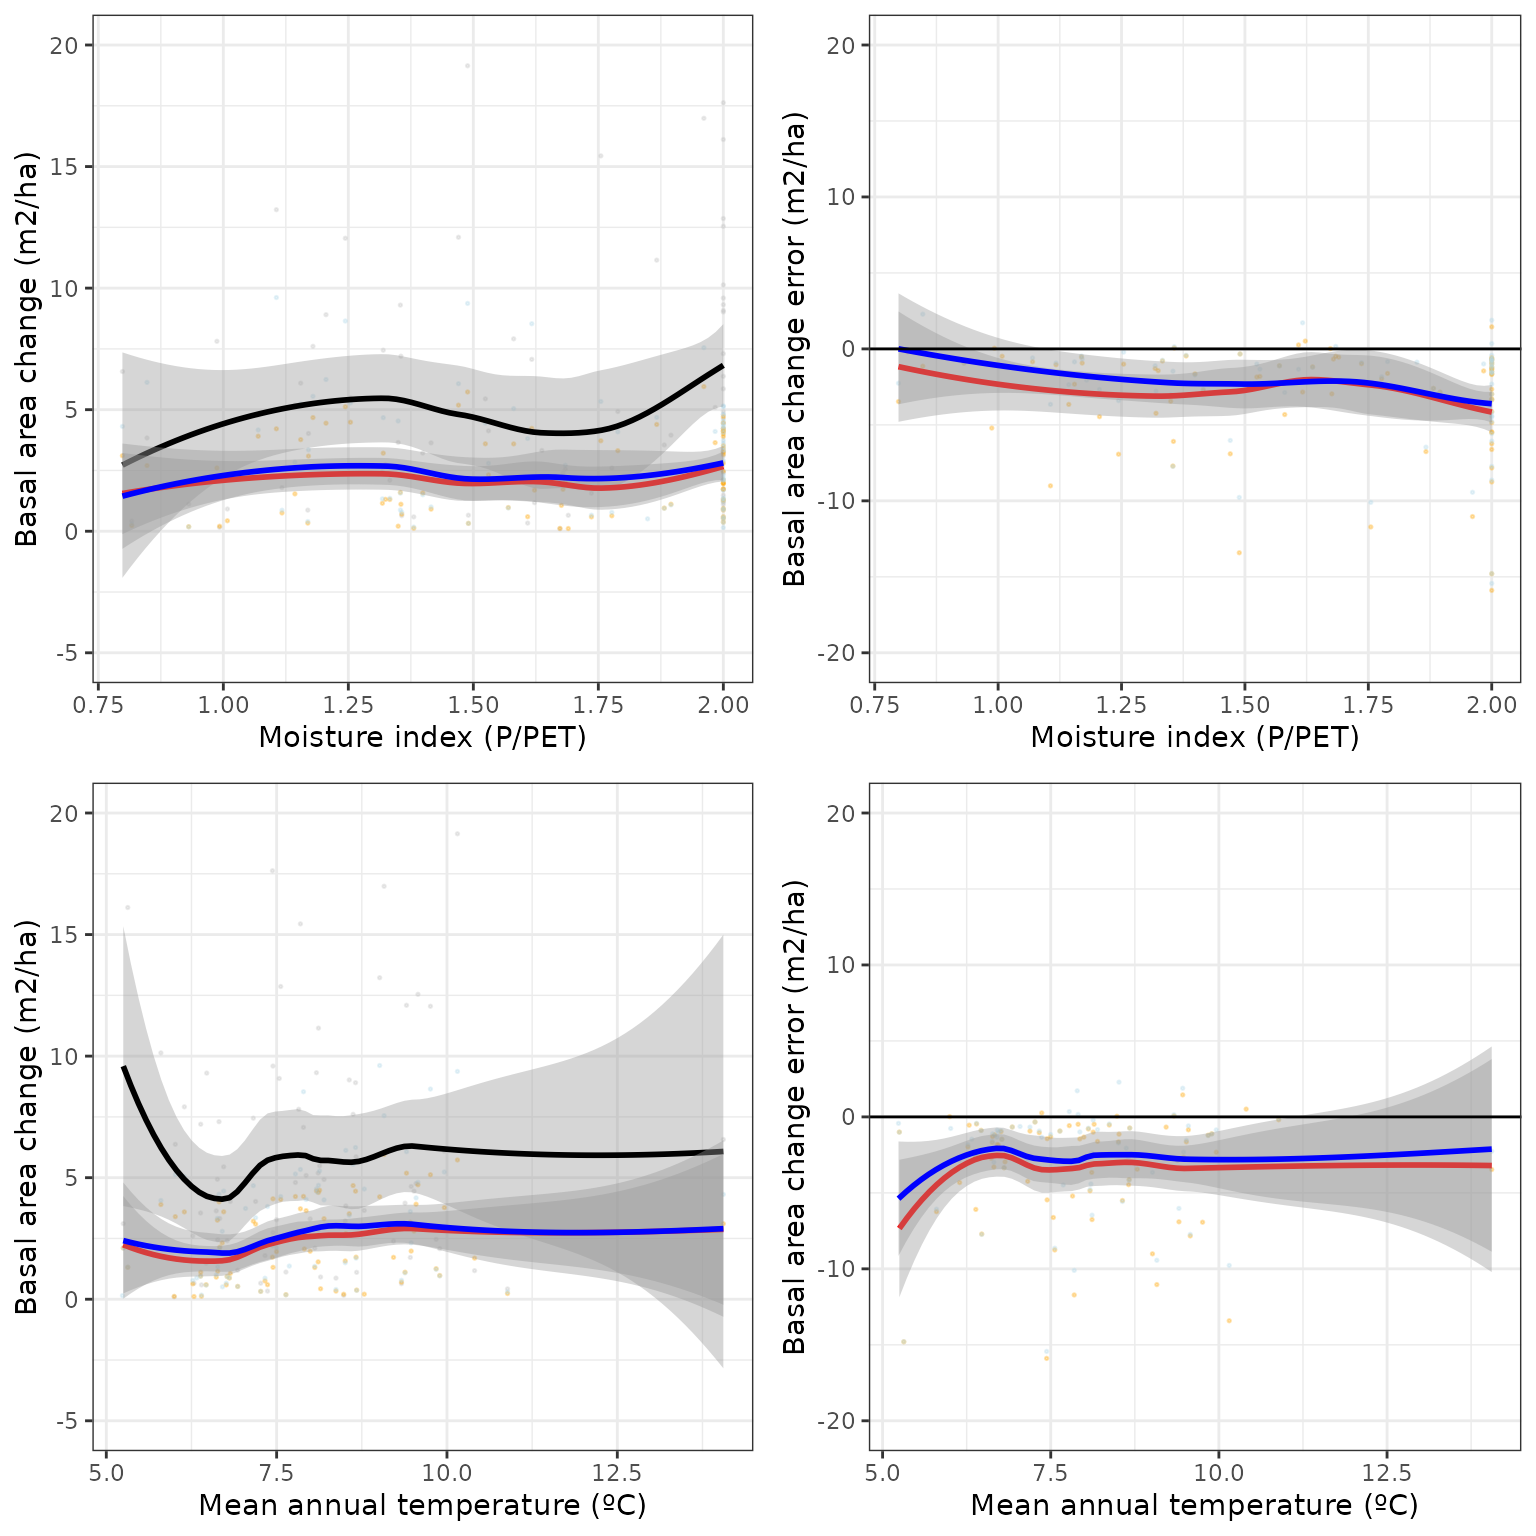 Basal area change (m2/ha)
20
15
10
5
0
-5
0.75 1.00 1.25 1.50 1.75 2.00
Moisture index (P/PET)
Basal area change error (m2/ha)
20
10
0
-10
-20
0.75 1.00 1.25 1.50 1.75 2.00
Moisture index (P/PET)
Basal area change (m2/ha)
20
15
10
5
0
-5
5.0 7.5 10.0 12.5
Mean annual temperature (ºC)
Basal area change error (m2/ha)
20
10
0
-10
-20
5.0 7.5 10.0 12.5
Mean annual temperature (ºC)